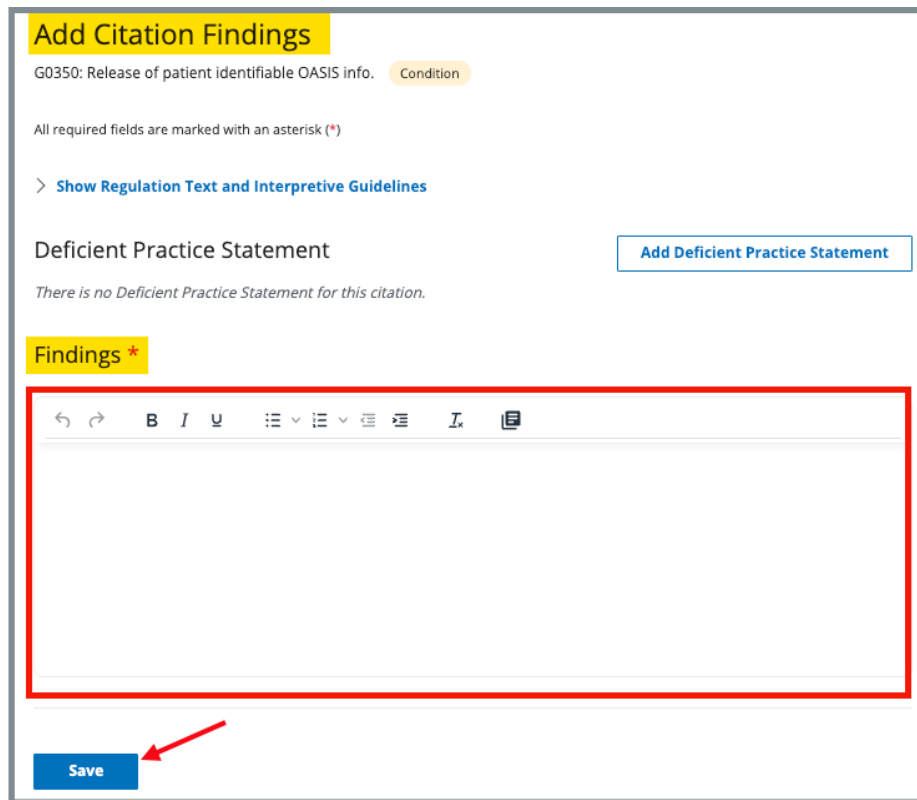 Add Citation Findings
G0350: Release of patient identifiable OASIS info. Condition
All required fields are marked with an asterisk (*)
Show Regulation Text and Interpretive Guidelines
Deficient Practice Statement Add Deficient Practice Statement
There is no Deficient Practice Statement for this citation.
Findings *
B I U
Save